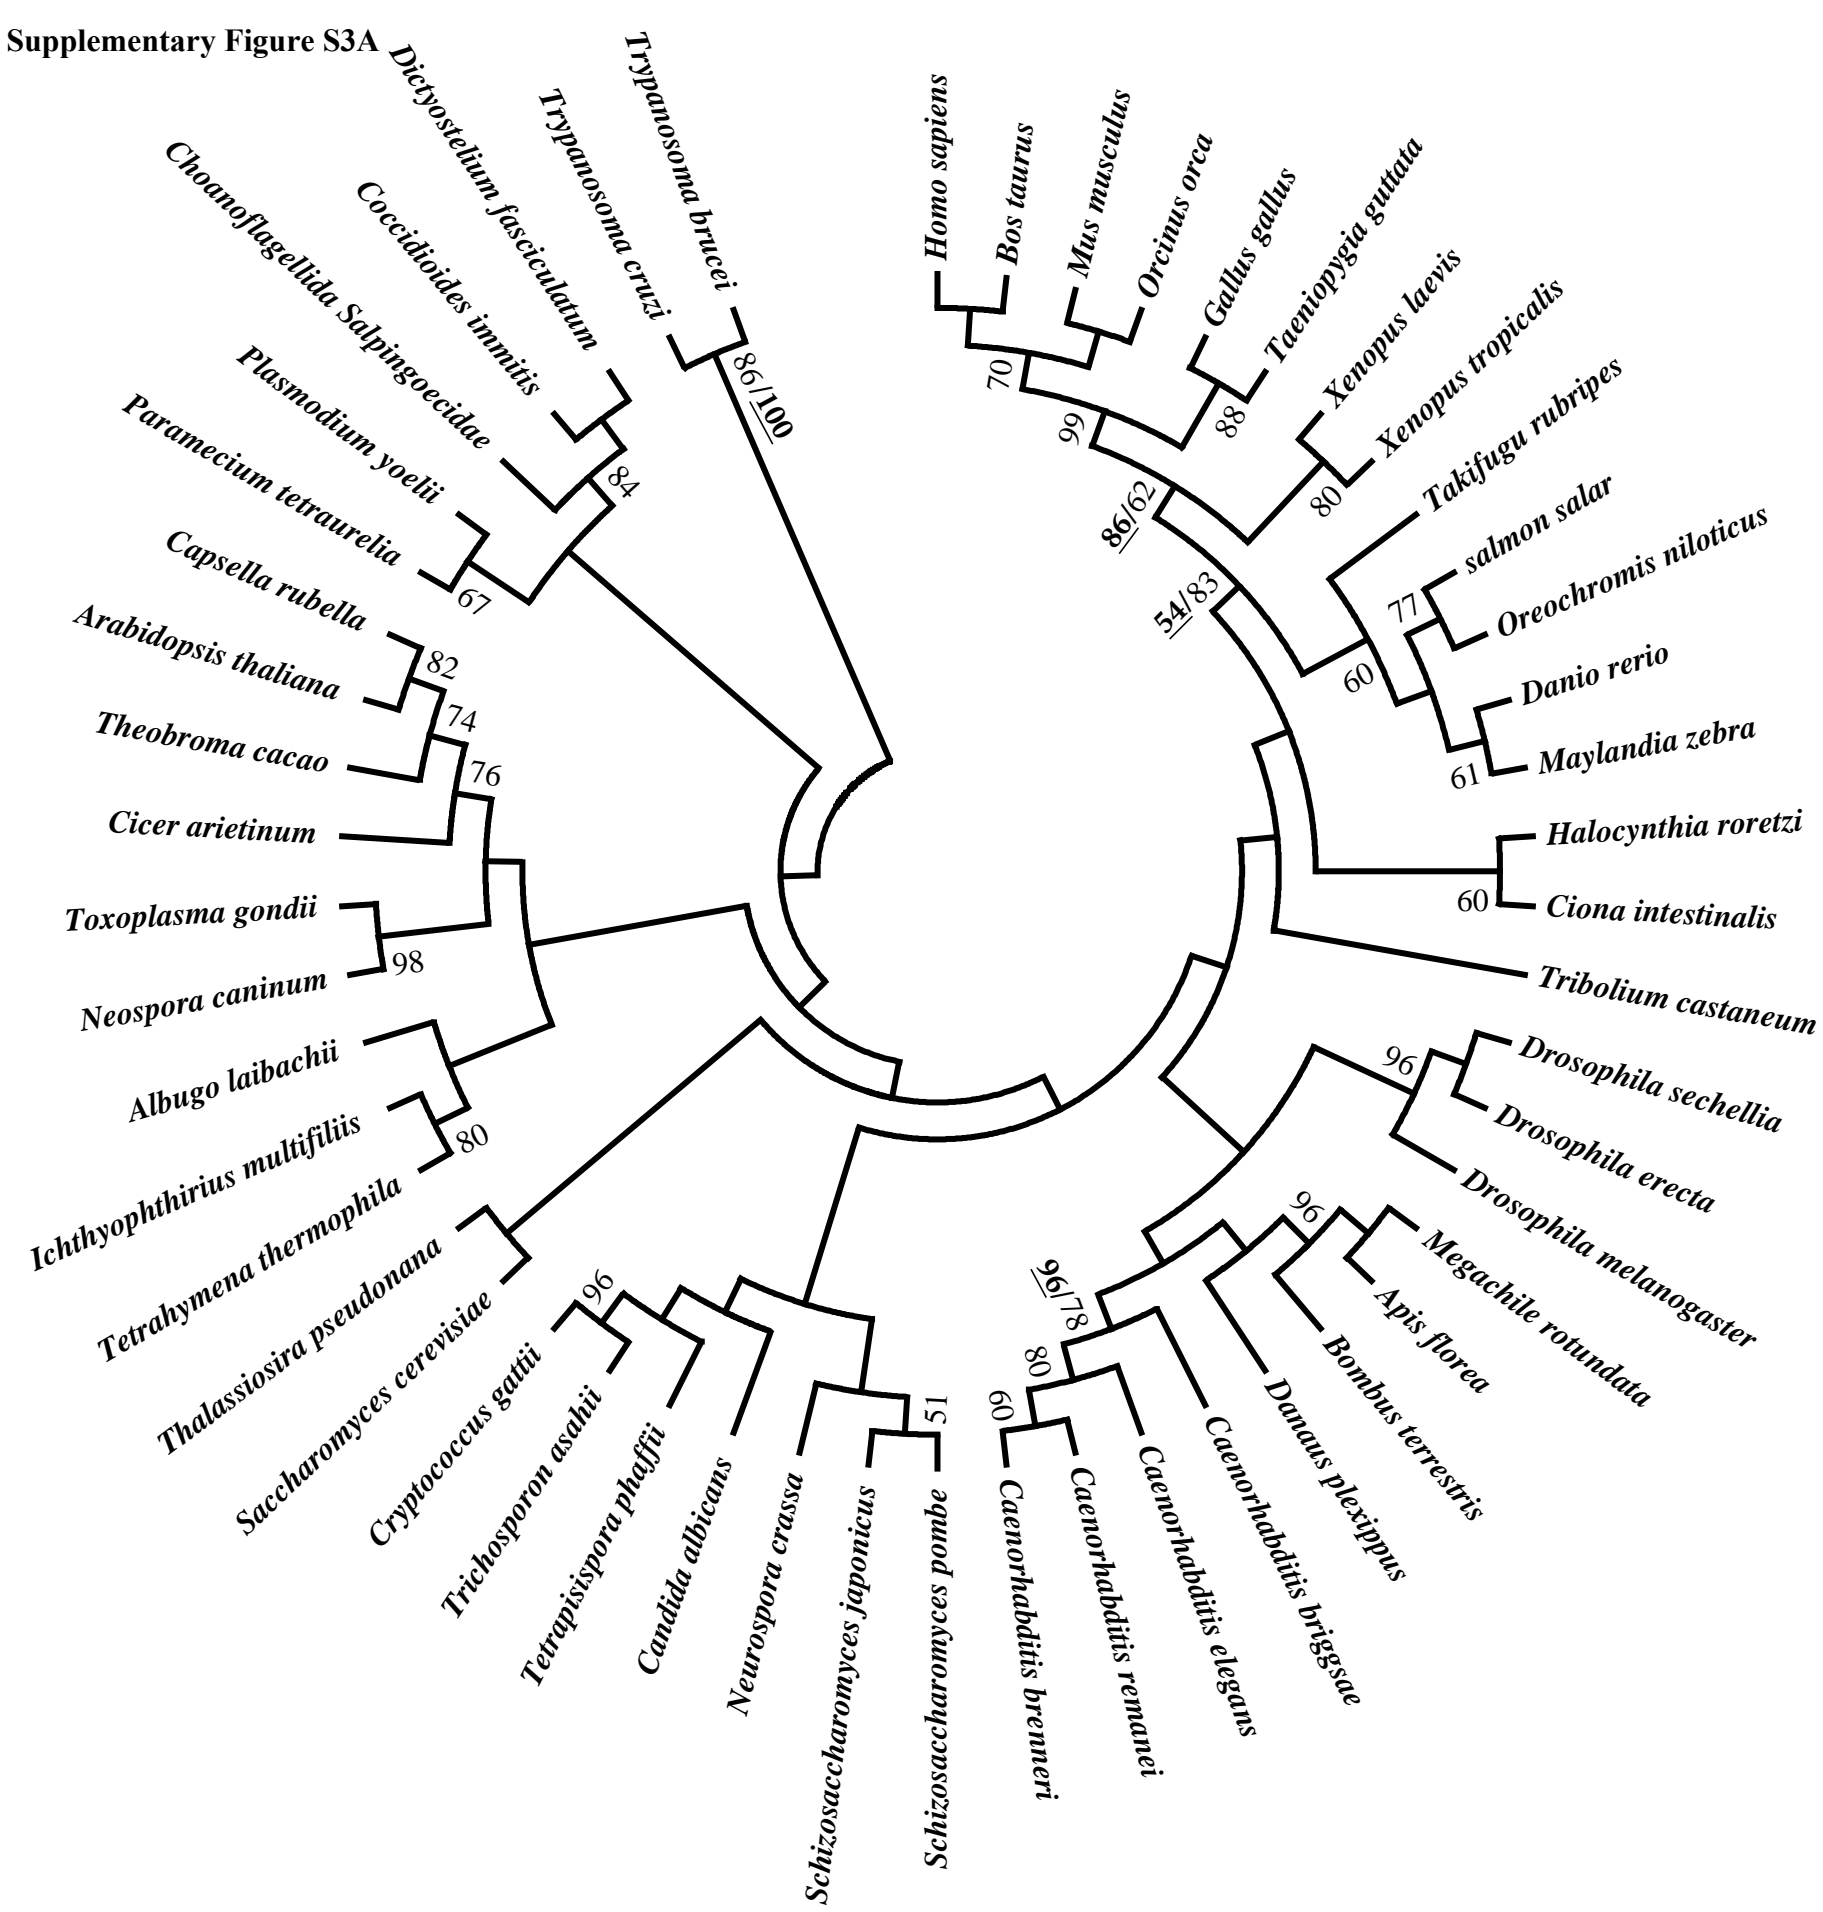 Supplementary Figure S3A
Homo sapiens
Bos taurus
Mus musculus
Orcinus orca
Gallus gallus
Taeniopygia guttata
Xenopus laevis
Xenopus tropicalis
Takifugu rubripes
salmon salar
Oreochromis niloticus
Danio rerio
Maylandia zebra
Halocynthia roretzi
Ciona intestinalis
Tribolium castaneum
Drosophila sechellia
Drosophila erecta
Drosophila melanogaster
Megachile rotundata
Apis florea
Bombus terrestris
Danaus plexippus
Caenorhabditis briggsae
Caenorhabditis elegans
Caenorhabditis remanei
Caenorhabditis brenneri
Schizosaccharomyces pombe
Schizosaccharomyces japonicus
Neurospora crassa
Candida albicans
Tetrapisispora phaffii
Trichosporon asahii
Cryptococcus gattii
Saccharomyces cerevisiae
Thalassiosira pseudonana
Tetrahymena thermophila
Ichthyophthirius multifiliis
Albugo laibachii
Neospora caninum
Toxoplasma gondii
Cicer arietinum
Theobroma cacao
Arabidopsis thaliana
Capsella rubella
Paramecium tetraurelia
Plasmodium yoelii
Choanoflagellida Salpingoecidae
Coccidioides immitis
Dictyostelium fasciculatum
Trypanosoma cruzi
Trypanosoma brucei
70
99
88
86/62
80
54/83
60
77
61
60
96
96
96/78
80
60
51
96
80
98
76
74
82
67
84
86/100